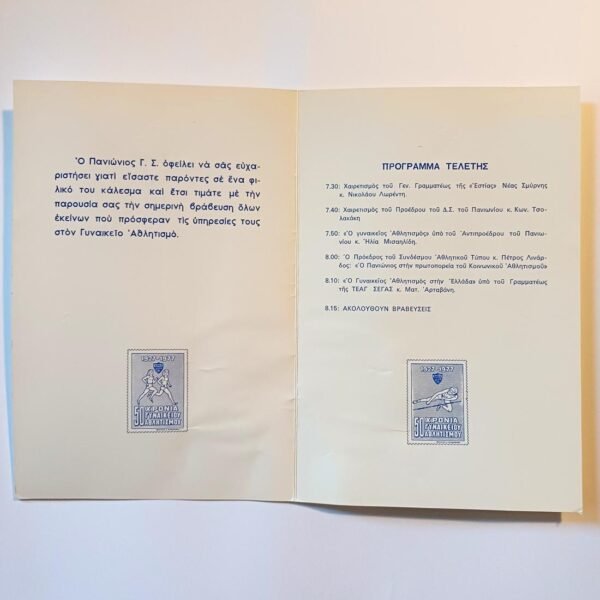 Ὁ Πανιώνιος Γ. Σ. ὀφείλει νὰ σᾶς εὐχα-
ριστήσει γιατὶ εἴσαστε παρόντες σὲ ἕνα φι-
λικό του κάλεσμα καὶ ἔτσι τιμᾶτε μὲ τὴν
παρουσία σας τὴν σημερινὴ βράβευση ὅλων
ἐκείνων ποὺ πρόσφεραν τὶς ὑπηρεσίες τους
στὸν Γυναικεῖο Ἀθλητισμό.
1927-1977
50 ΧΡΟΝΙΑ
ΓΥΝΑΙΚΕΙΟΥ
ΑΘΛΗΤΙΣΜΟΥ
ΠΡΟΓΡΑΜΜΑ ΤΕΛΕΤΗΣ
7.30: Χαιρετισμὸς τοῦ Γεν. Γραμματέως τῆς «Ἑστίας» Νέας Σμύρνης
κ. Νικολάου Λωρέντη.
7.40: Χαιρετισμὸς τοῦ Προέδρου τοῦ Δ.Σ. τοῦ Πανιωνίου κ. Κων. Τσο-
λακάκη
7.50: «Ὁ γυναικεῖος Ἀθλητισμὸς» ὑπὸ τοῦ Ἀντιπροέδρου τοῦ Πανιω-
νίου κ. Ἠλία Μισαηλίδη.
8.00: Ὁ Πρόεδρος τοῦ Συνδέσμου Ἀθλητικοῦ Τύπου κ. Πέτρος Λινάρ-
δος: «Ὁ Πανιώνιος στὴν πρωτοπορεία τοῦ Κοινωνικοῦ Ἀθλητισμοῦ»
8.10: «Ὁ Γυναικεῖος Ἀθλητισμὸς στὴν Ἑλλάδα» ὑπὸ τοῦ Γραμματέως
τῆς ΤΕΑΓ ΣΕΓΑΣ κ. Ματ. Ἀρταβάνη.
8.15: ΑΚΟΛΟΥΘΟΥΝ ΒΡΑΒΕΥΣΕΙΣ
1927-1977
50 ΧΡΟΝΙΑ
ΓΥΝΑΙΚΕΙΟΥ
ΑΘΛΗΤΙΣΜΟΥ